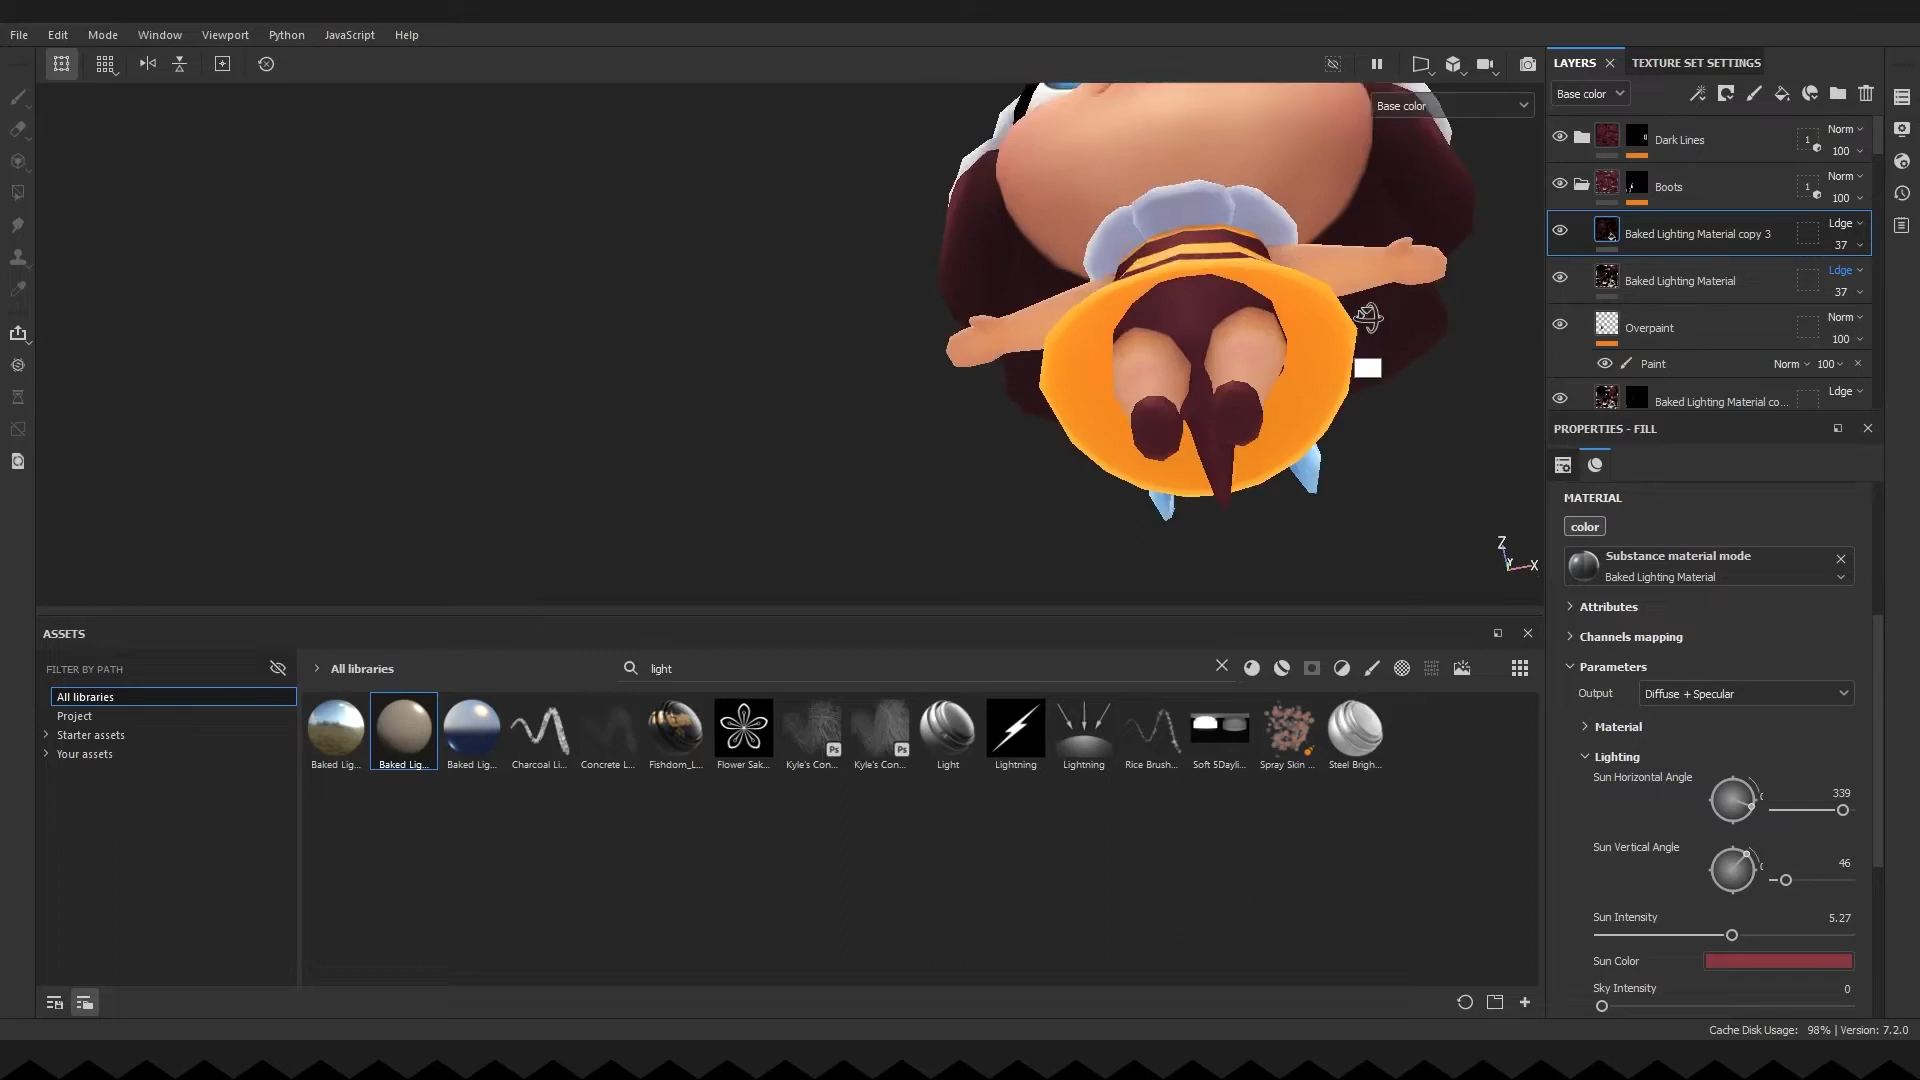 File Edit Mode Window Viewport Python JavaScript Help
LAYERS TEXTURE SET SETTINGS
Base color
Base color
Dark Lines 1 Norm 100
Boots 1 Norm 100
Baked Lighting Material copy 3 Ldge 37
Baked Lighting Material Ldge 37
Overpaint Norm 100
Paint Norm 100
Baked Lighting Material co... Ldge
PROPERTIES - FILL
MATERIAL
color
Substance material mode
Baked Lighting Material
Attributes
Channels mapping
Parameters
Output Diffuse + Specular
Material
Lighting
Sun Horizontal Angle
339
Sun Vertical Angle
46
Sun Intensity 5.27
Sun Color
Sky Intensity 0
Z
Y
X
ASSETS
FILTER BY PATH
All libraries
light
All libraries
Project
Starter assets
Your assets
Ps Ps
Baked Lig... Baked Lig... Baked Lig... Charcoal Li... Concrete L... Fishdom_L... Flower Sak... Kyle's Con... Kyle's Con... Light Lightning Lightning Rice Brush... Soft 5Dayli... Spray Skin ... Steel Brigh...
Cache Disk Usage: 98% | Version: 7.2.0